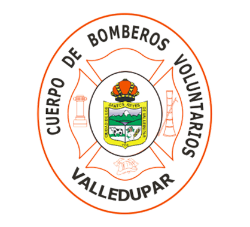 CUERPO DE BOMBEROS VOLUNTARIOS
VALLEDUPAR